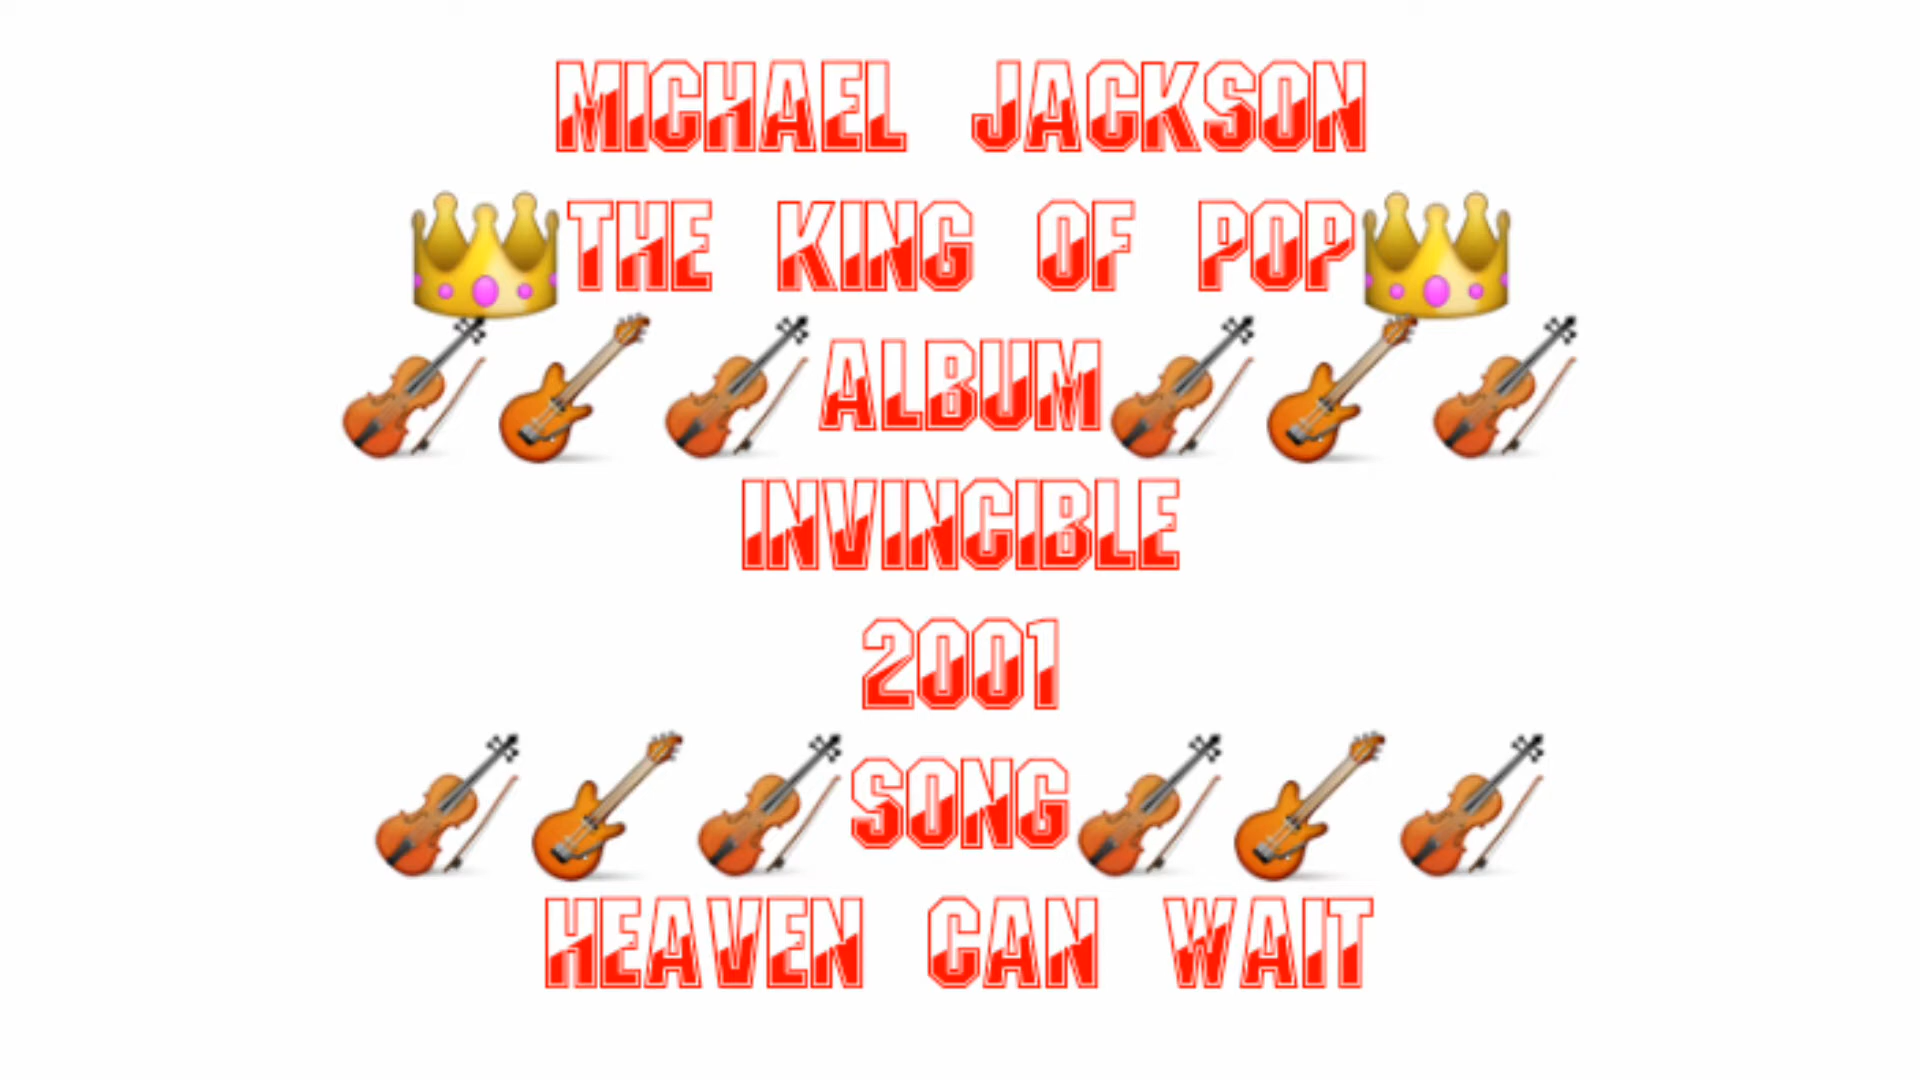 MICHAEL JACKSON
THE KING OF POP
ALBUM
INVINCIBLE
2001
SONG
HEAVEN CAN WAIT